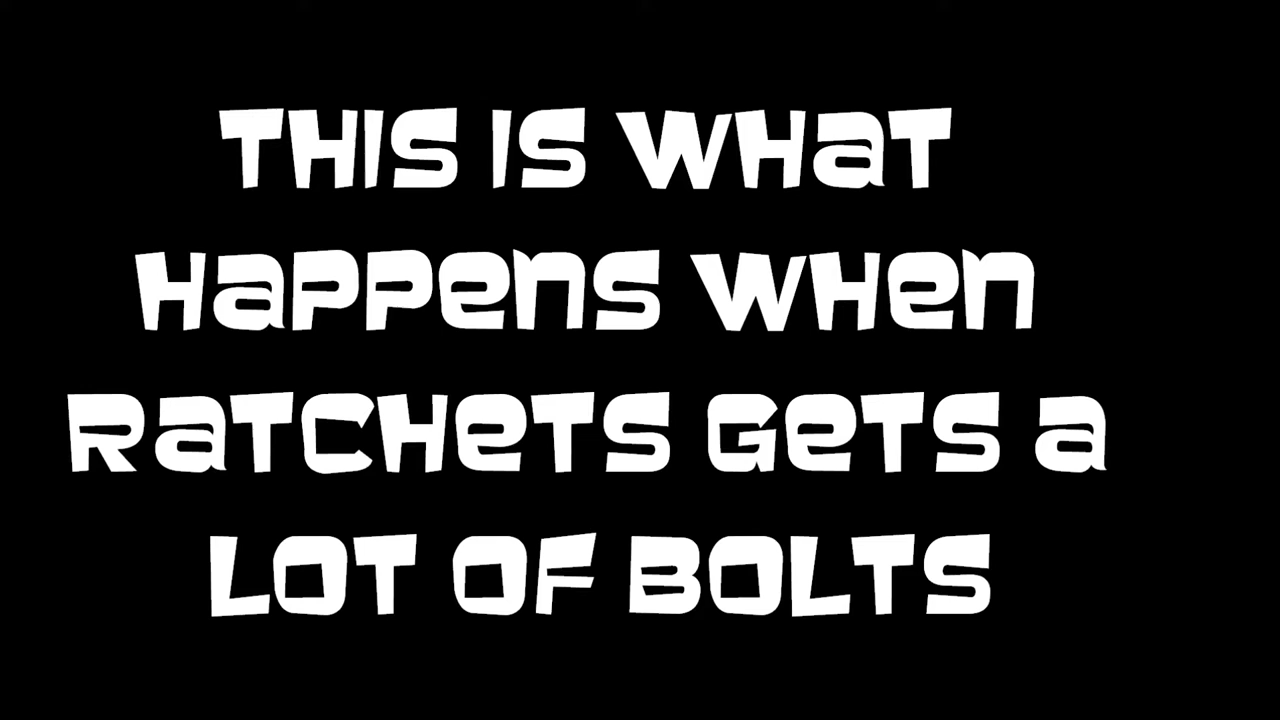 THIS IS WHAT
HAPPENS WHEN
RATCHETS GETS A
LOT OF BOLTS